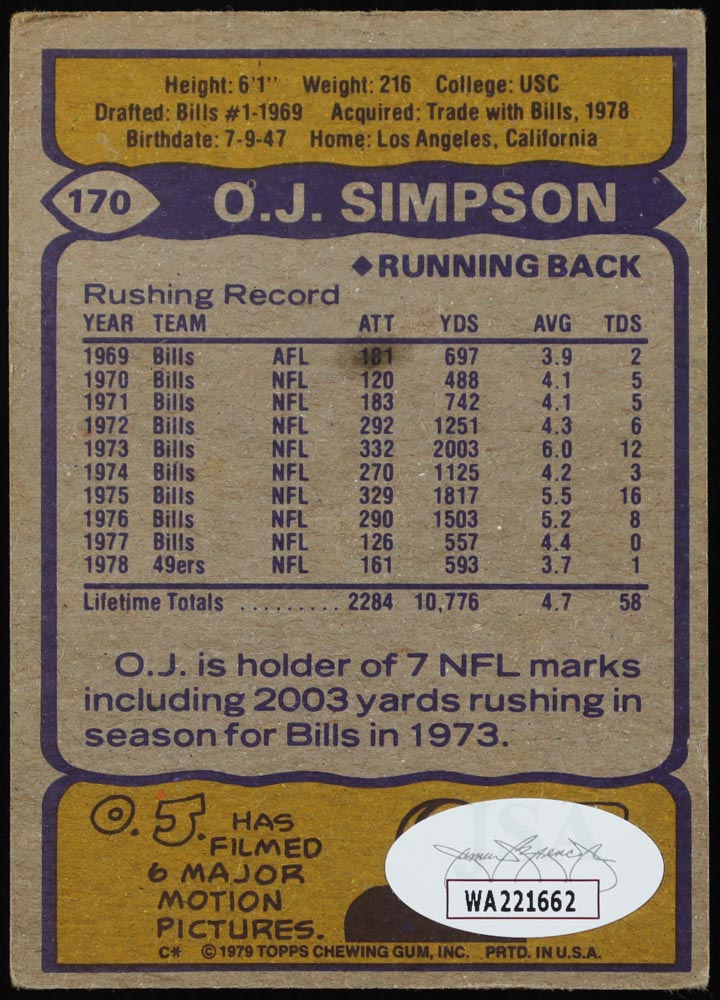 Height: 6'1" Weight: 216 College: USC
Drafted: Bills #1-1969 Acquired: Trade with Bills, 1978
Birthdate: 7-9-47 Home: Los Angeles, California
170 O.J. SIMPSON
◆RUNNING BACK
Rushing Record
YEAR TEAM ATT YDS AVG TDS
1969 Bills AFL 181 697 3.9 2
1970 Bills NFL 120 488 4.1 5
1971 Bills NFL 183 742 4.1 5
1972 Bills NFL 292 1251 4.3 6
1973 Bills NFL 332 2003 6.0 12
1974 Bills NFL 270 1125 4.2 3
1975 Bills NFL 329 1817 5.5 16
1976 Bills NFL 290 1503 5.2 8
1977 Bills NFL 126 557 4.4 0
1978 49ers NFL 161 593 3.7 1
Lifetime Totals ......... 2284 10,776 4.7 58
O.J. is holder of 7 NFL marks
including 2003 yards rushing in
season for Bills in 1973.
O.J. HAS
FILMED
6 MAJOR
MOTION
PICTURES.
JSA
WA221662
C* © 1979 TOPPS CHEWING GUM, INC. PRTD. IN U.S.A.